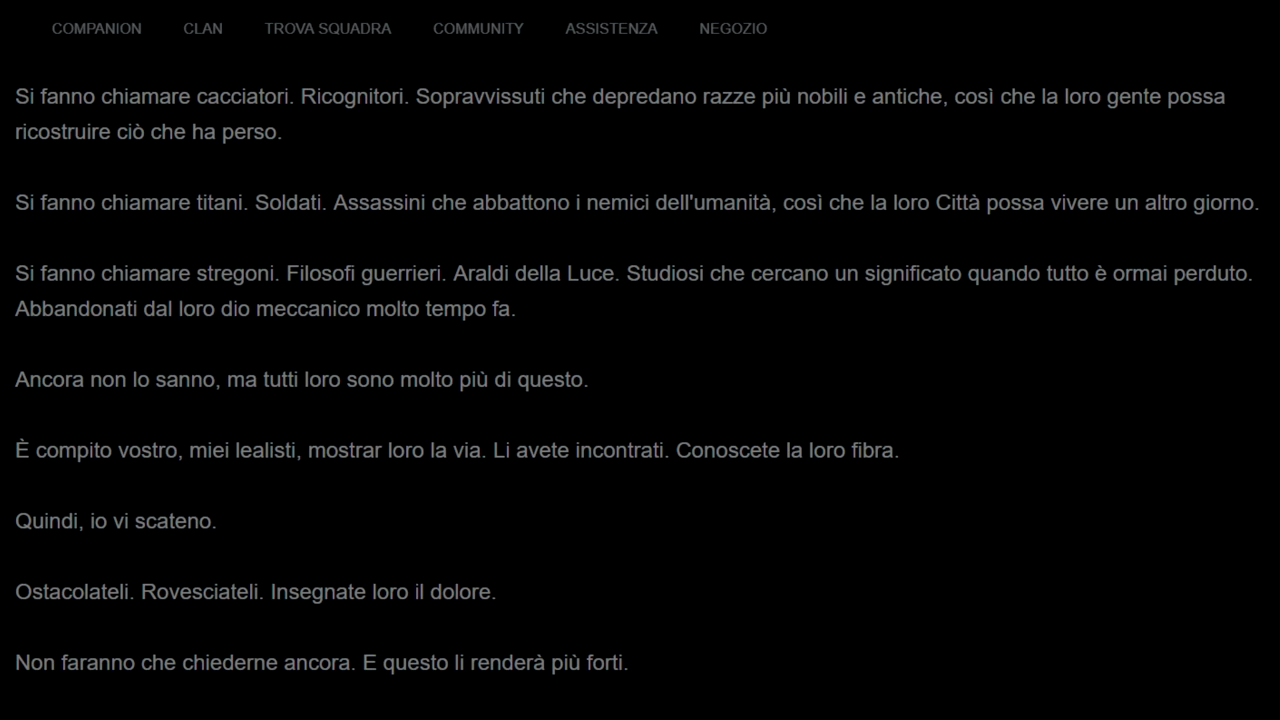 COMPANION CLAN TROVA SQUADRA COMMUNITY ASSISTENZA NEGOZIO
Si fanno chiamare cacciatori. Ricognitori. Sopravvissuti che depredano razze più nobili e antiche, così che la loro gente possa
ricostruire ciò che ha perso.
Si fanno chiamare titani. Soldati. Assassini che abbattono i nemici dell'umanità, così che la loro Città possa vivere un altro giorno.
Si fanno chiamare stregoni. Filosofi guerrieri. Araldi della Luce. Studiosi che cercano un significato quando tutto è ormai perduto.
Abbandonati dal loro dio meccanico molto tempo fa.
Ancora non lo sanno, ma tutti loro sono molto più di questo.
È compito vostro, miei lealisti, mostrar loro la via. Li avete incontrati. Conoscete la loro fibra.
Quindi, io vi scateno.
Ostacolateli. Rovesciateli. Insegnate loro il dolore.
Non faranno che chiederne ancora. E questo li renderà più forti.